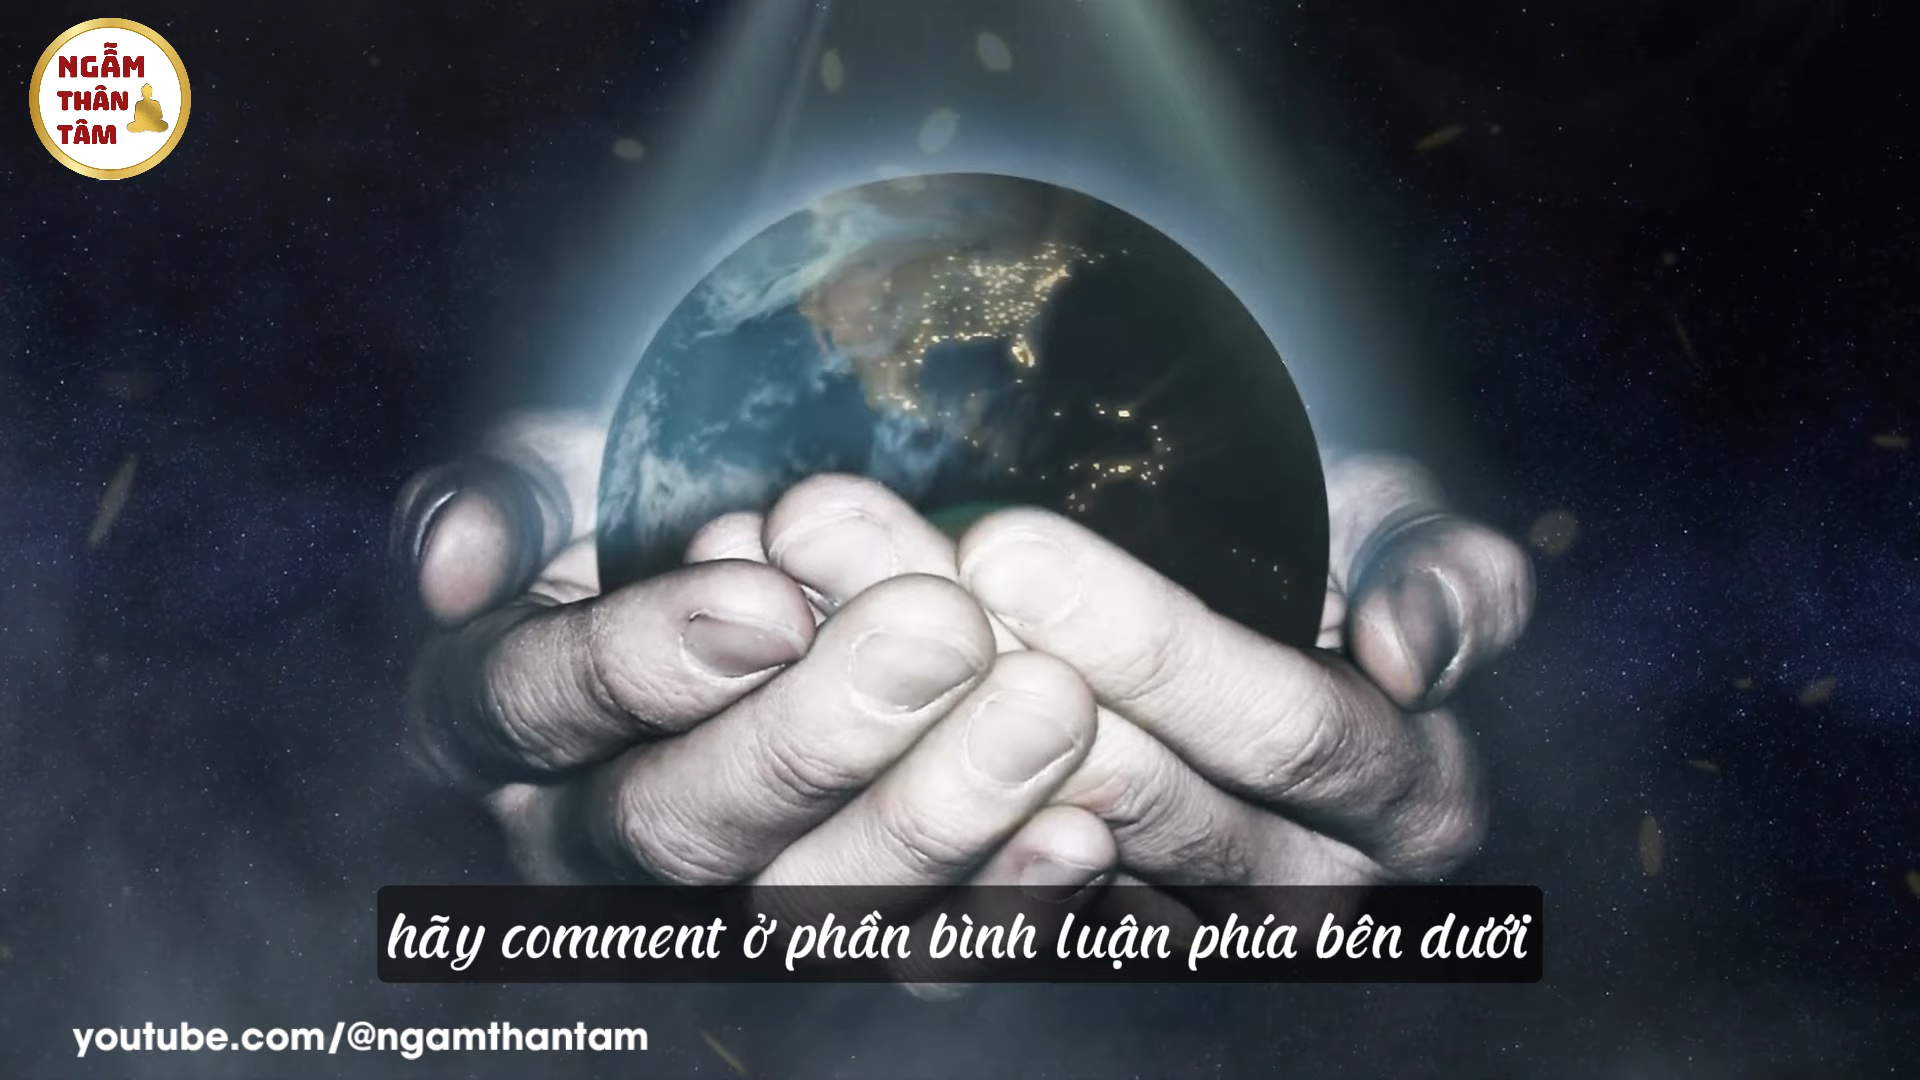 NGẪM
THÂN
TÂM
hãy comment ở phần bình luận phía bên dưới
youtube.com/@ngamthantam